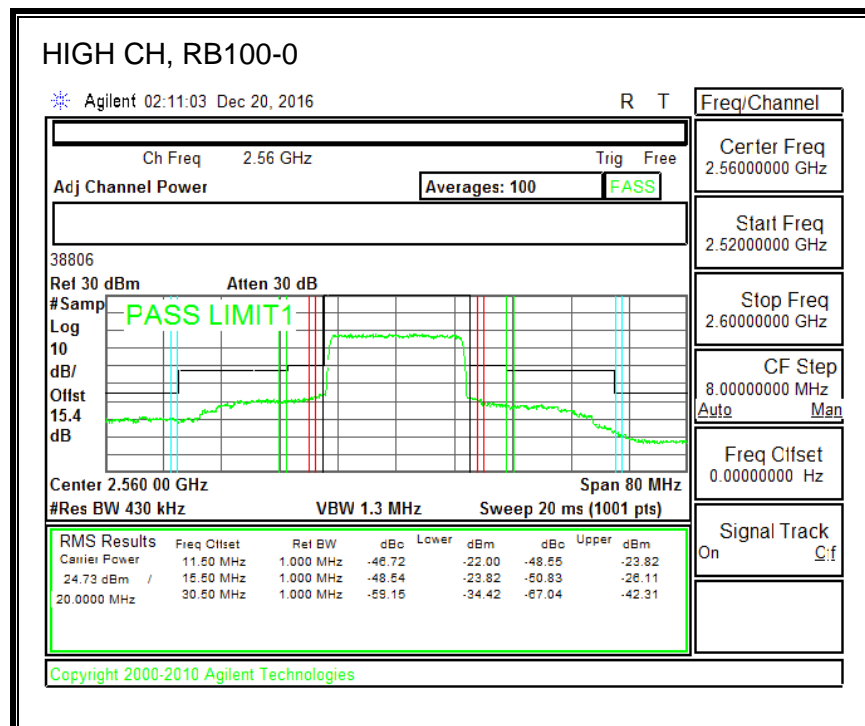 HIGH CH, RB100-0
Agilent 02:11:03 Dec 20, 2016 R T
Freq/Channel
Ch Freq 2.56 GHz Trig Free
Adj Channel Power Averages: 100 PASS
Center Freq
2.56000000 GHz
Start Freq
2.52000000 GHz
38806
Ref 30 dBm Atten 30 dB
#Samp
Log
10
dB/
Offst
15.4
dB
PASS LIMIT1
Stop Freq
2.60000000 GHz
CF Step
8.00000000 MHz
Auto Man
Freq Offset
0.00000000 Hz
Center 2.560 00 GHz Span 80 MHz
#Res BW 430 kHz VBW 1.3 MHz Sweep 20 ms (1001 pts)
Signal Track
On Off
RMS Results Freq Offset Ref BW dBc Lower dBm dBc Upper dBm
Carrier Power 11.50 MHz 1.000 MHz -46.72 -22.00 -48.55 -23.82
24.73 dBm / 15.50 MHz 1.000 MHz -48.54 -23.82 -50.83 -26.11
20.0000 MHz 30.50 MHz 1.000 MHz -59.15 -34.42 -67.04 -42.31
Copyright 2000-2010 Agilent Technologies